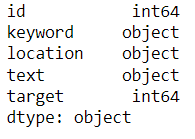 id int64
keyword object
location object
text object
target int64
dtype: object